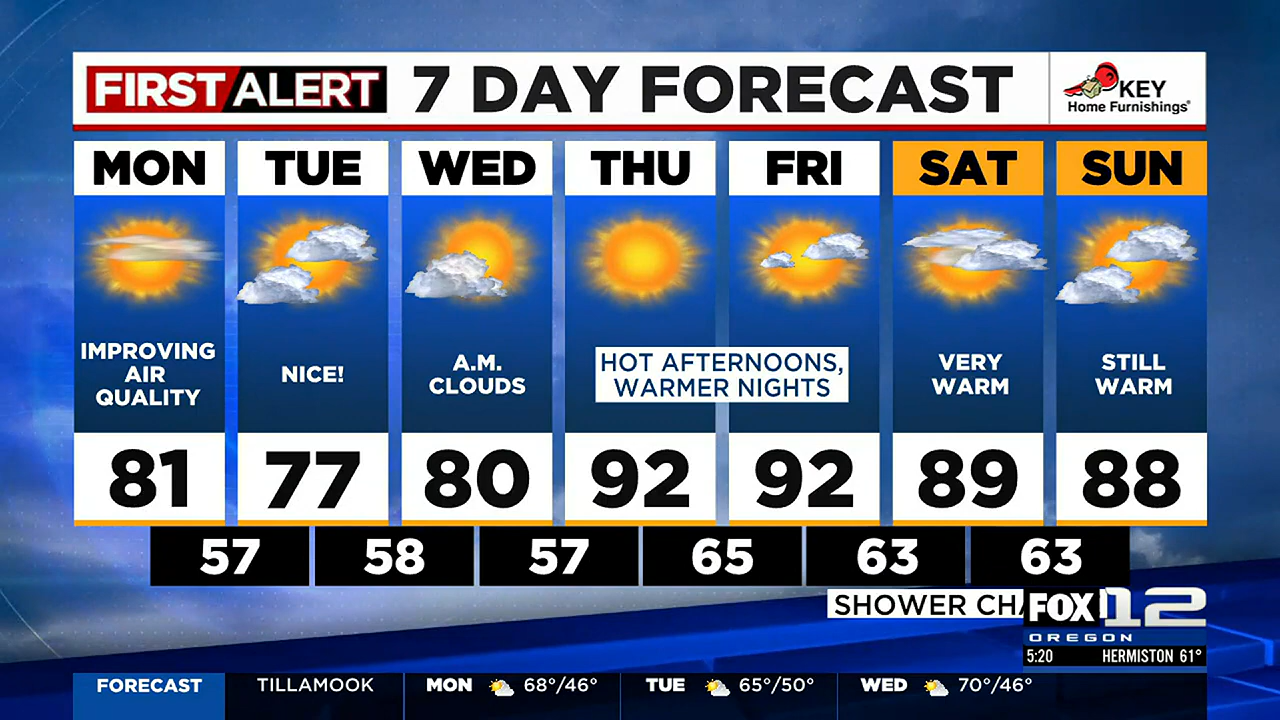 FIRST ALERT 7 DAY FORECAST
KEY
Home Furnishings®
MON TUE WED THU FRI SAT SUN
IMPROVING
AIR
QUALITY
NICE!
A.M.
CLOUDS
HOT AFTERNOONS,
WARMER NIGHTS
VERY
WARM
STILL
WARM
81 77 80 92 92 89 88
57 58 57 65 63 63
SHOWER
FOX 12
OREGON
5:20 HERMISTON 61°
FORECAST TILLAMOOK MON 68°/46° TUE 65°/50° WED 70°/46°